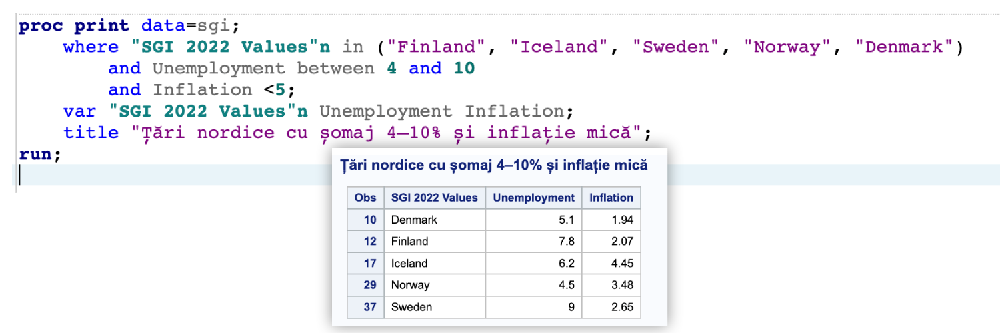 proc print data=sgi;
where "SGI 2022 Values"n in ("Finland", "Iceland", "Sweden", "Norway", "Denmark")
and Unemployment between 4 and 10
and Inflation <5;
var "SGI 2022 Values"n Unemployment Inflation;
title "Țări nordice cu șomaj 4–10% și inflație mică";
run;
Țări nordice cu șomaj 4–10% și inflație mică
Obs SGI 2022 Values Unemployment Inflation
10 Denmark 5.1 1.94
12 Finland 7.8 2.07
17 Iceland 6.2 4.45
29 Norway 4.5 3.48
37 Sweden 9 2.65